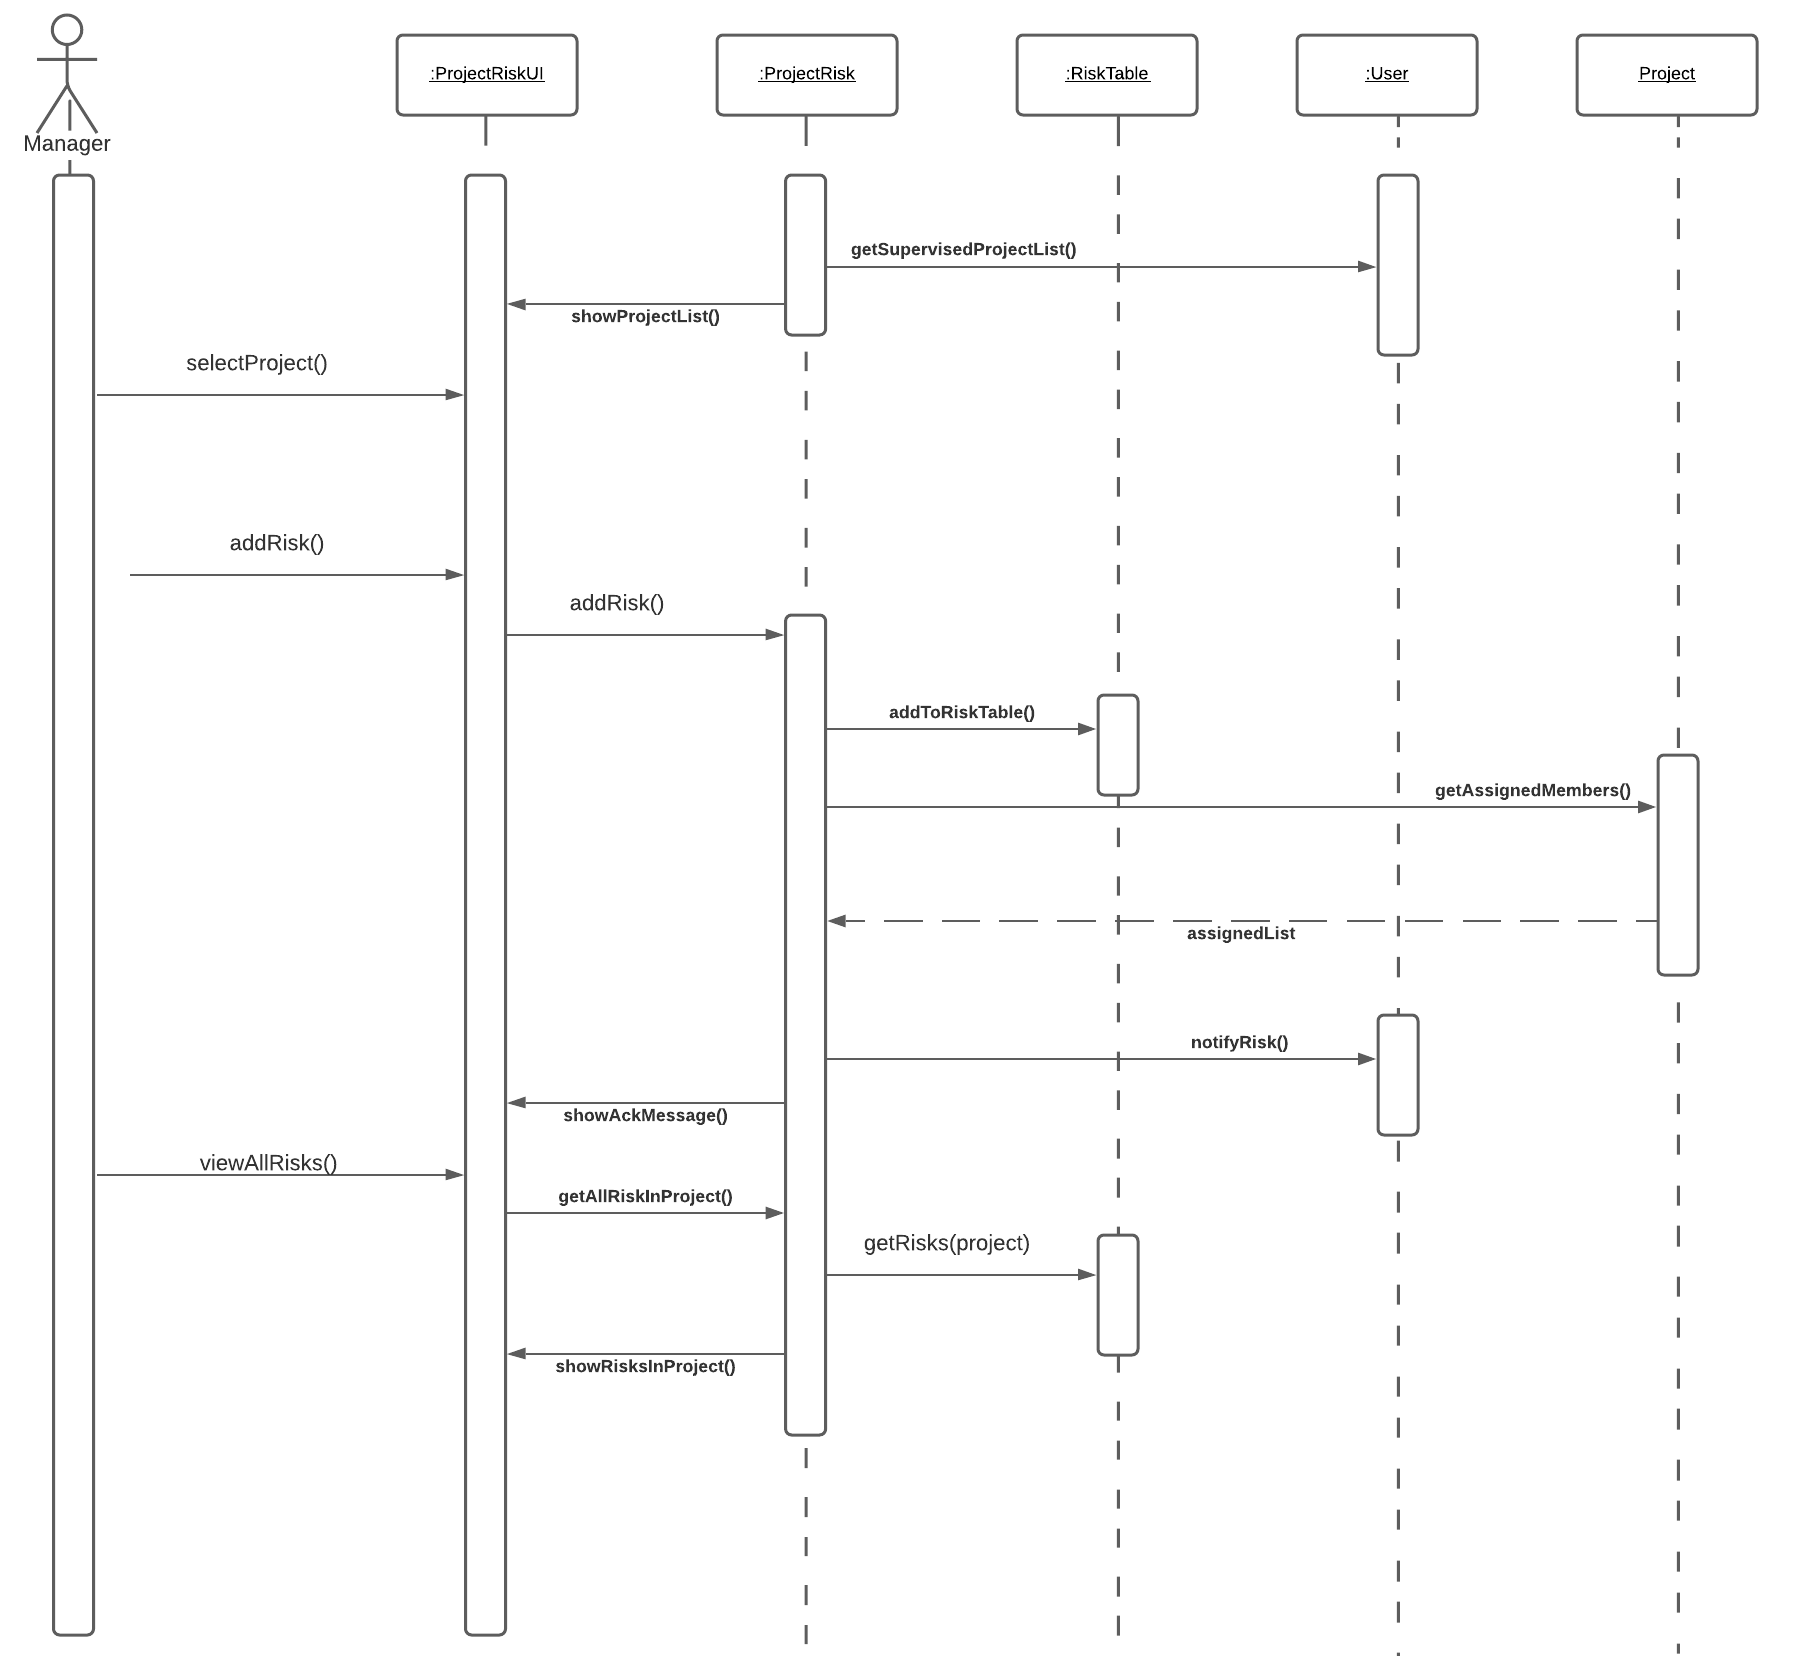 Manager
:ProjectRiskUI
:ProjectRisk
:RiskTable
:User
Project
getSupervisedProjectList()
showProjectList()
selectProject()
addRisk()
addRisk()
addToRiskTable()
getAssignedMembers()
assignedList
notifyRisk()
showAckMessage()
viewAllRisks()
getAllRiskInProject()
getRisks(project)
showRisksInProject()